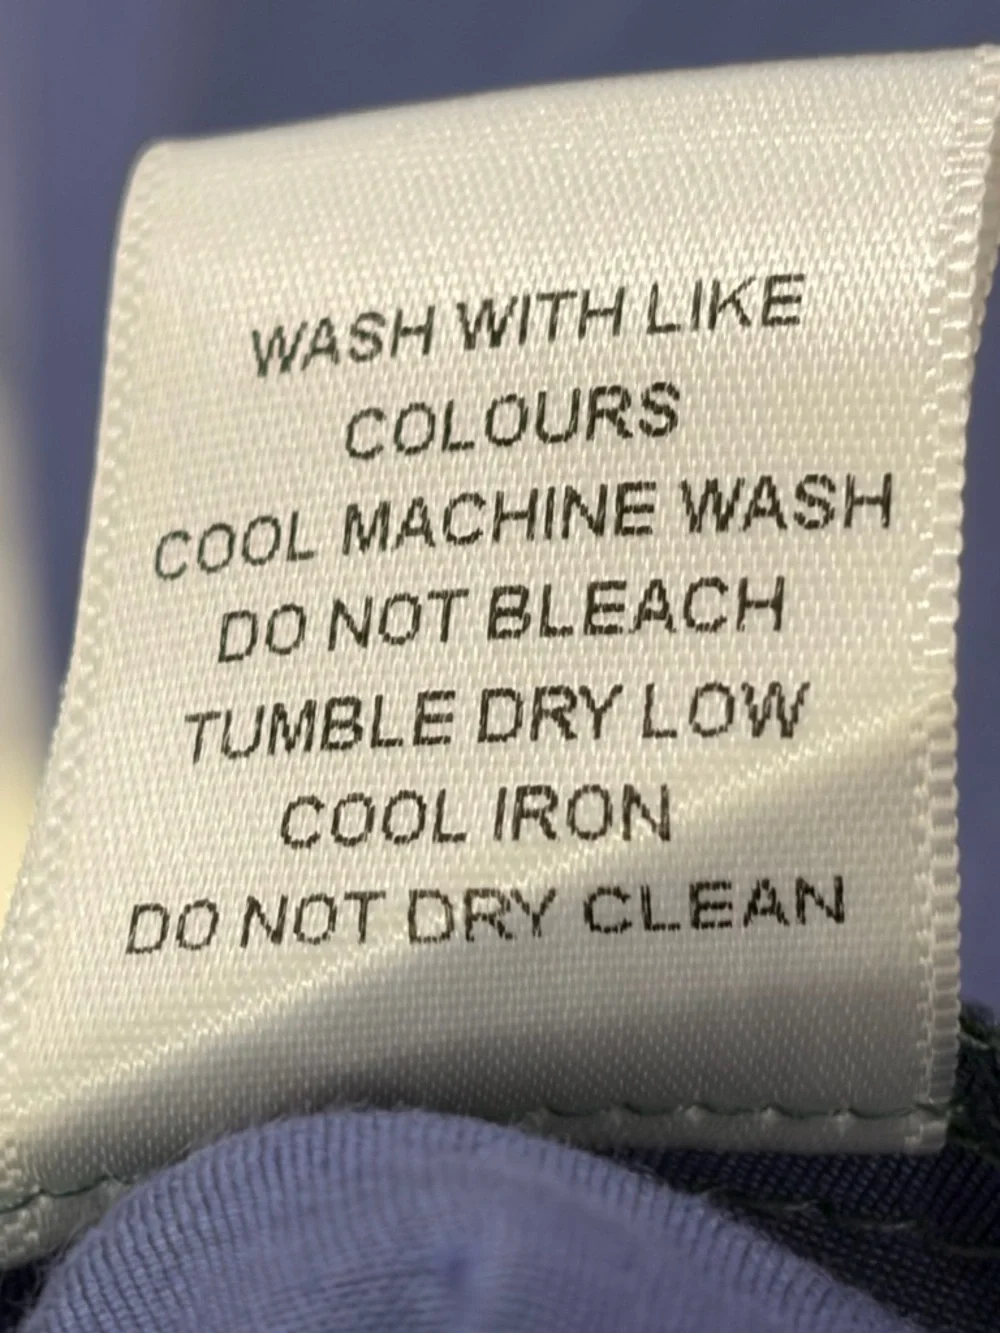 WASH WITH LIKE
COLOURS
COOL MACHINE WASH
DO NOT BLEACH
TUMBLE DRY LOW
COOL IRON
DO NOT DRY CLEAN